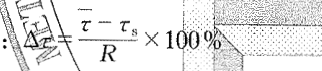 : Δτ = (τ̄ − τₛ) / R × 100%